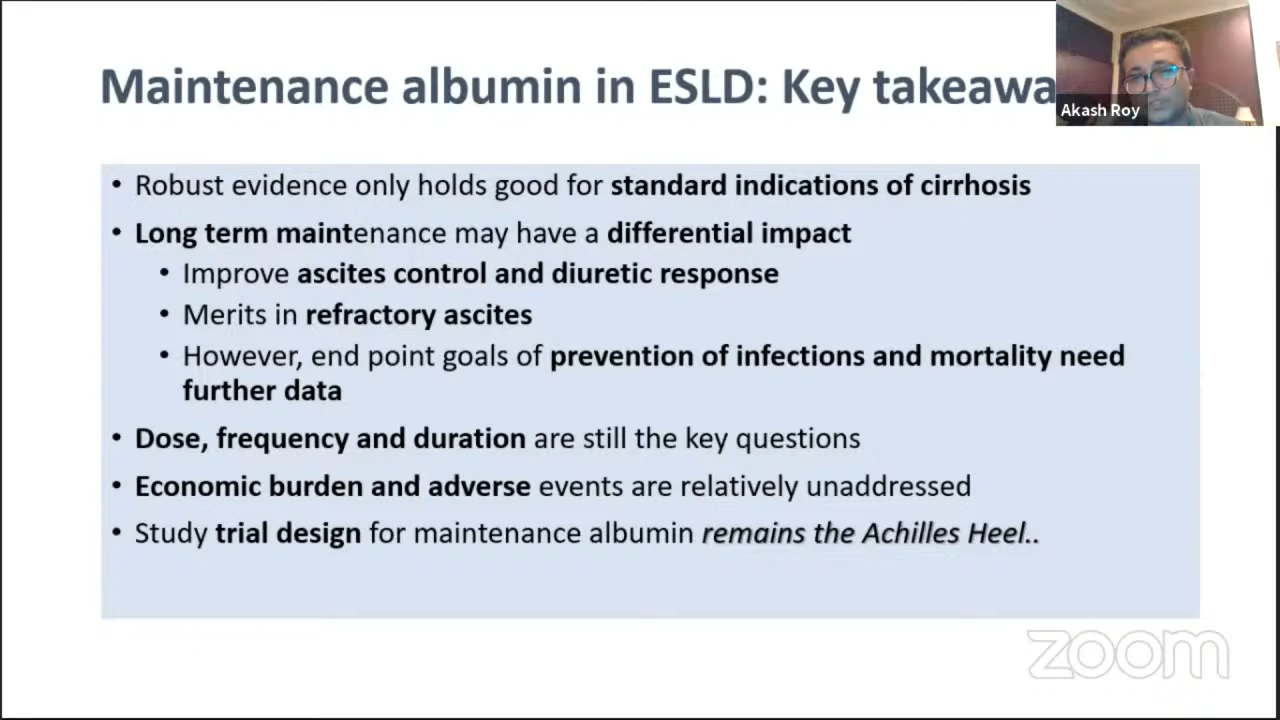 Maintenance albumin in ESLD: Key takeawa
Akash Roy
• Robust evidence only holds good for standard indications of cirrhosis
• Long term maintenance may have a differential impact
• Improve ascites control and diuretic response
• Merits in refractory ascites
• However, end point goals of prevention of infections and mortality need
further data
• Dose, frequency and duration are still the key questions
• Economic burden and adverse events are relatively unaddressed
• Study trial design for maintenance albumin remains the Achilles Heel..
zoom